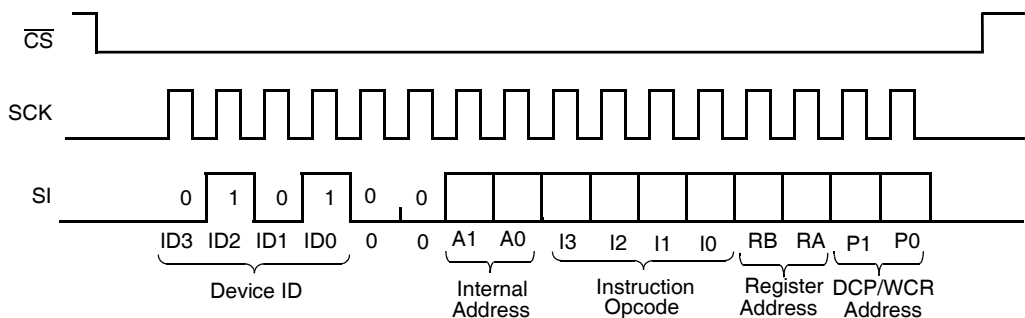 CS
SCK
SI
0 1 0 1 0 0
ID3 ID2 ID1 ID0 0 0 A1 A0 I3 I2 I1 I0 RB RA P1 P0
Device ID
Internal Address
Instruction Opcode
Register Address
DCP/WCR Address